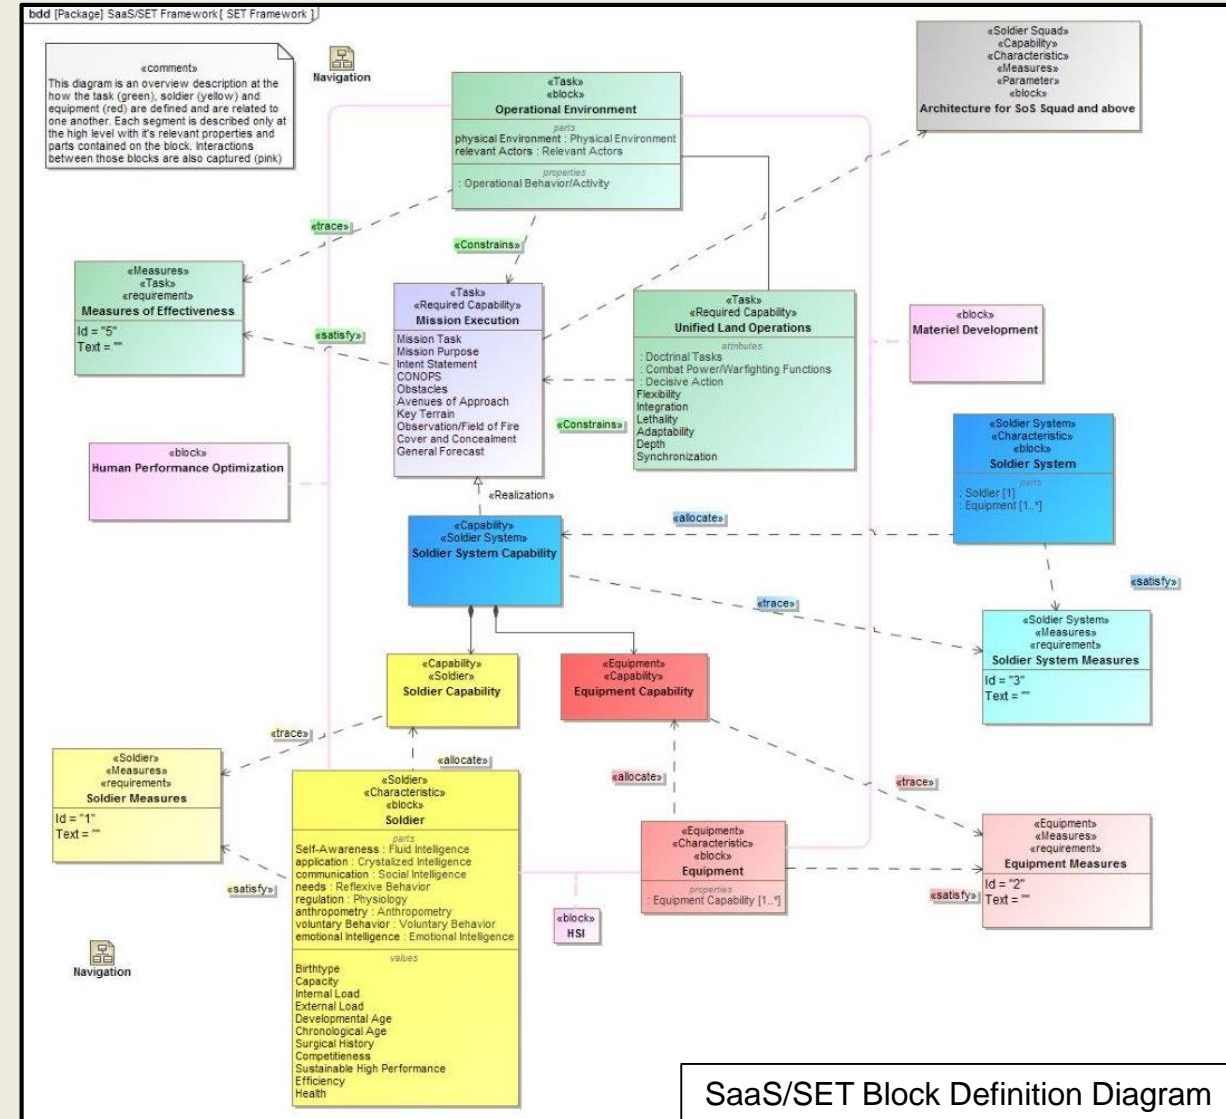 bdd [Package] SaaS/SET Framework [ SET Framework ]
«comment»
This diagram is an overview description at the
how the task (green), soldier (yellow) and
equipment (red) are defined and are related to
one another. Each segment is described only at
the high level with it's relevant properties and
parts contained on the block. Interactions
between those blocks are also captured (pink)
Navigation
«Task»
«block»
Operational Environment
parts
physical Environment : Physical Environment
relevant Actors : Relevant Actors
properties
: Operational Behavior/Activity
«Soldier Squad»
«Capability»
«Characteristic»
«Measures»
«Parameter»
«block»
Architecture for SoS Squad and above
«trace»
«Constrains»
«Measures»
«Task»
«requirement»
Measures of Effectiveness
Id = "5"
Text = ""
«satisfy»
«Task»
«Required Capability»
Mission Execution
Mission Task
Mission Purpose
Intent Statement
CONOPS
Obstacles
Avenues of Approach
Key Terrain
Observation/Field of Fire
Cover and Concealment
General Forecast
«Task»
«Required Capability»
Unified Land Operations
attributes
: Doctrinal Tasks
: Combat Power/Warfighting Functions
: Decisive Action
Flexibility
Integration
Lethality
Adaptability
Depth
Synchronization
«Constrains»
«block»
Materiel Development
«block»
Human Performance Optimization
«Realization»
«Soldier System»
«Characteristic»
«block»
Soldier System
parts
: Soldier [1]
: Equipment [1..*]
«Capability»
«Soldier System»
Soldier System Capability
«allocate»
«satisfy»
«trace»
«Soldier System»
«Measures»
«requirement»
Soldier System Measures
Id = "3"
Text = ""
«Capability»
«Soldier»
Soldier Capability
«Equipment»
«Capability»
Equipment Capability
«trace»
«allocate»
«allocate»
«trace»
«Soldier»
«Measures»
«requirement»
Soldier Measures
Id = "1"
Text = ""
«satisfy»
«Soldier»
«Characteristic»
«block»
Soldier
parts
Self-Awareness : Fluid Intelligence
application : Crystalized Intelligence
communication : Social Intelligence
needs : Reflexive Behavior
regulation : Physiology
anthropometry : Anthropometry
voluntary Behavior : Voluntary Behavior
emotional Intelligence : Emotional Intelligence
values
Birthtype
Capacity
Internal Load
External Load
Developmental Age
Chronological Age
Surgical History
Competitieness
Sustainable High Performance
Efficiency
Health
«Equipment»
«Characteristic»
«block»
Equipment
properties
: Equipment Capability [1..*]
«block»
HSI
«Equipment»
«Measures»
«requirement»
Equipment Measures
Id = "2"
Text = ""
«satisfy»
Navigation
SaaS/SET Block Definition Diagram